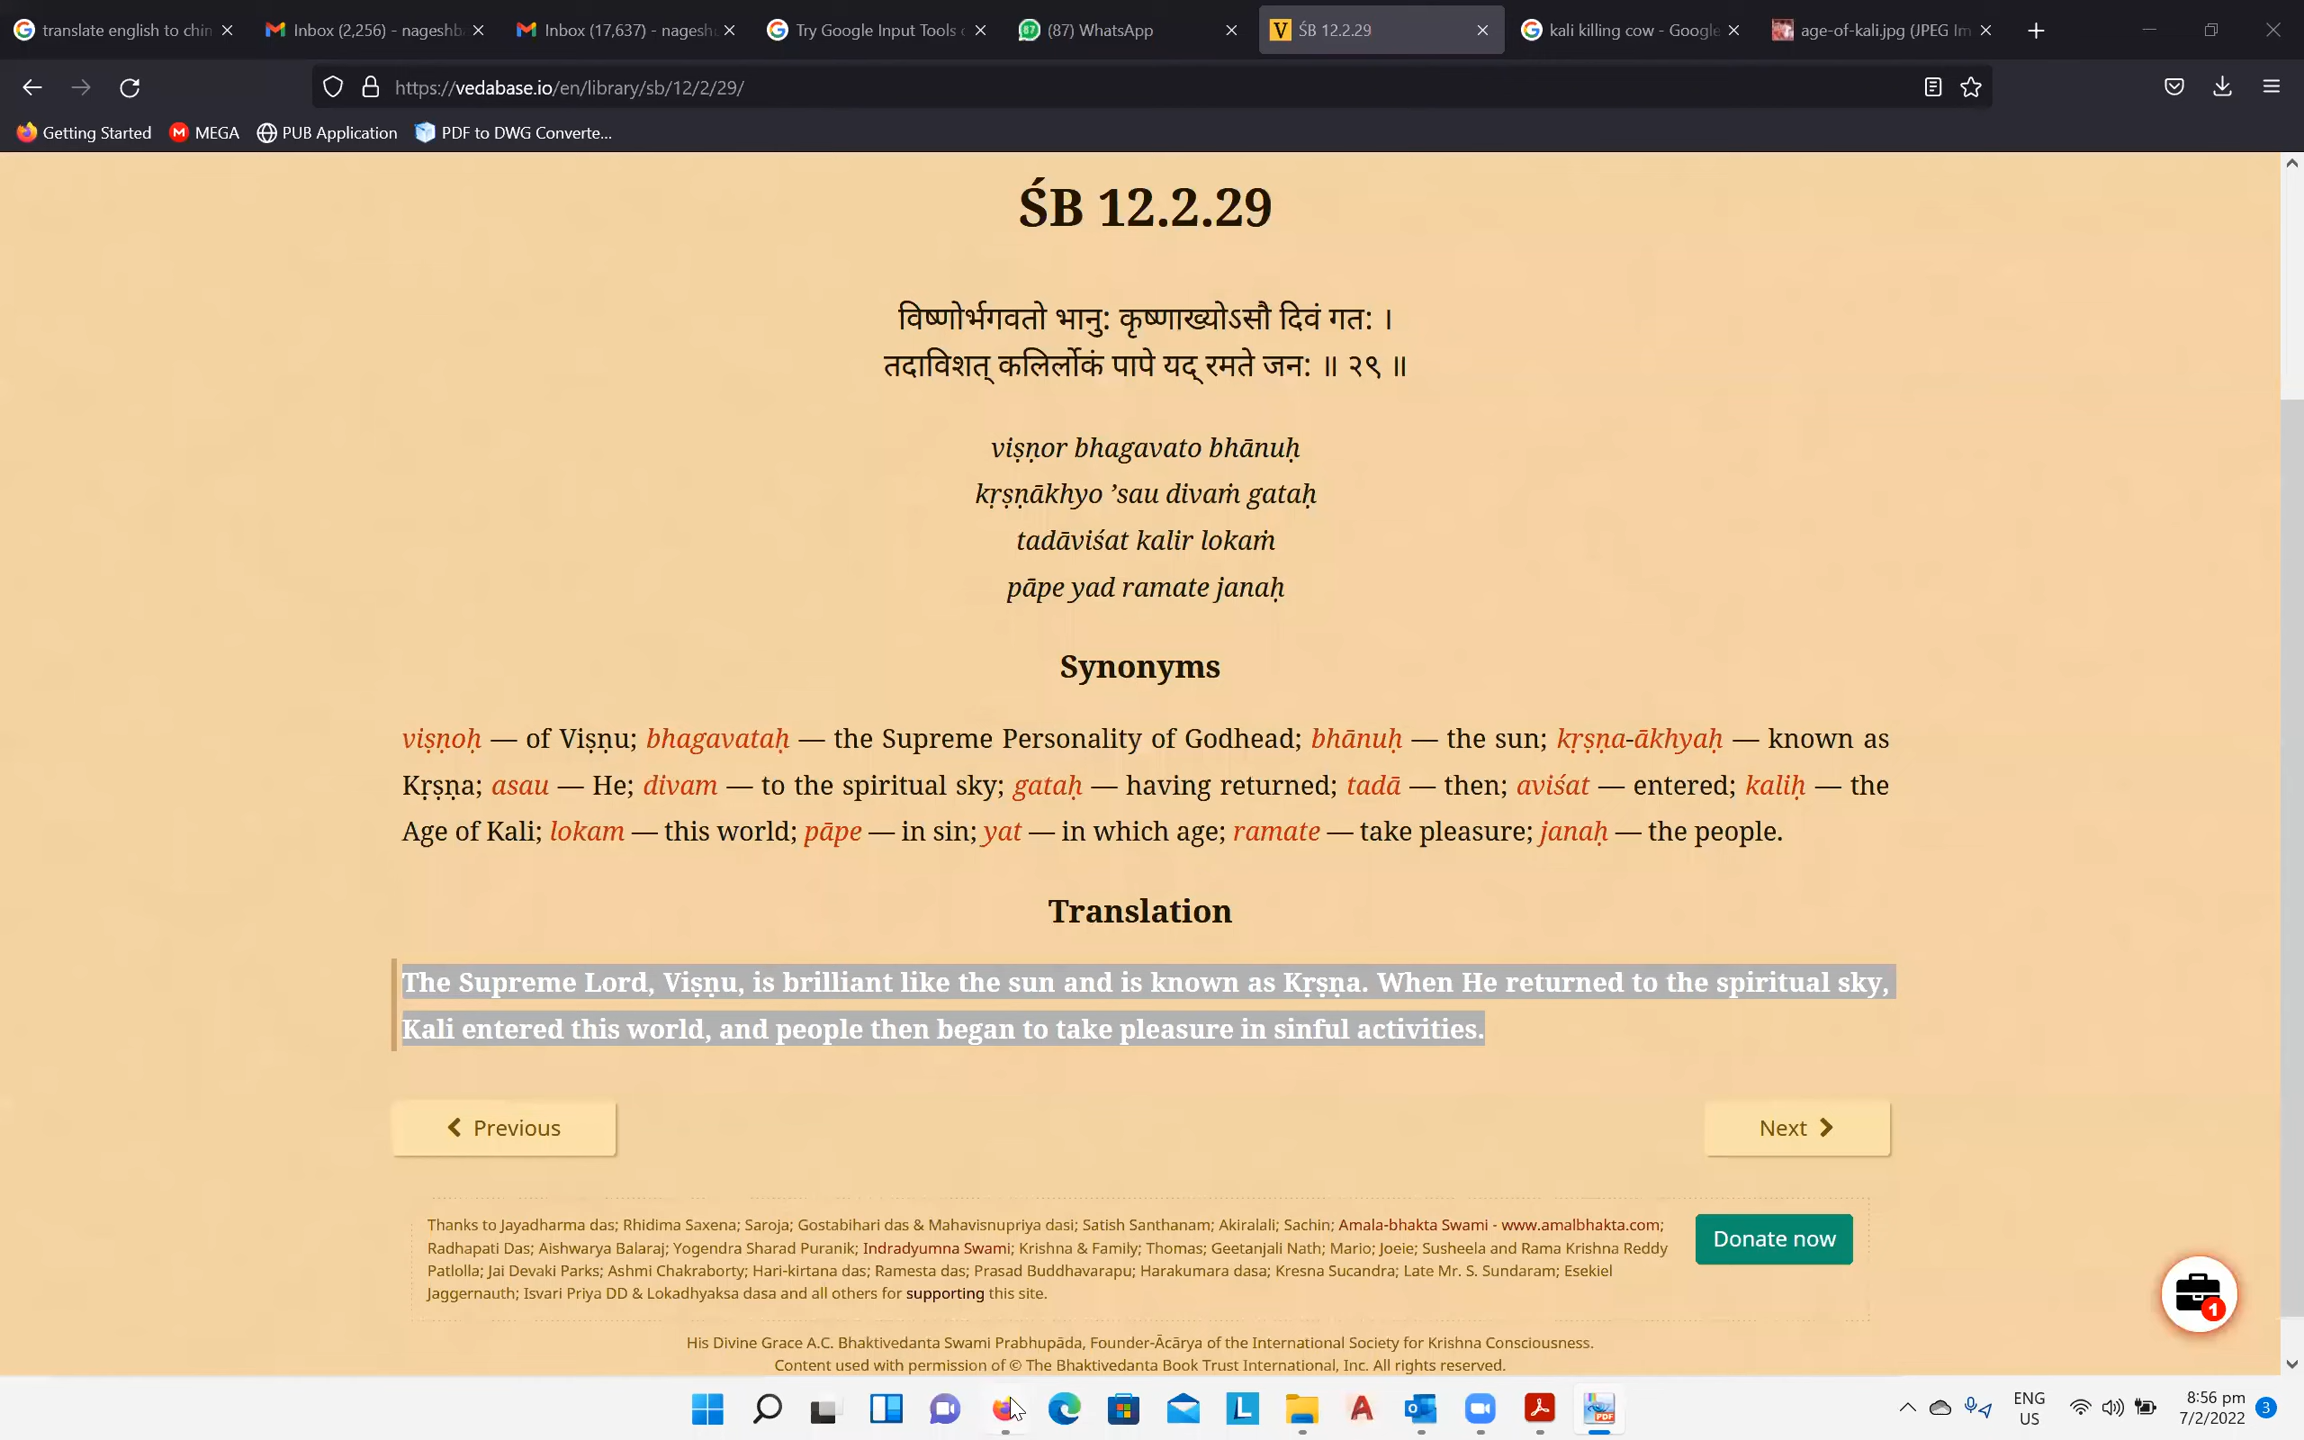 translate english to chin
Inbox (2,256) - nageshb
Inbox (17,637) - nagesh
Try Google Input Tools
(87) WhatsApp
ŚB 12.2.29
kali killing cow - Google
age-of-kali.jpg (JPEG Im
https://vedabase.io/en/library/sb/12/2/29/
Getting Started
MEGA
PUB Application
PDF to DWG Converte...
ŚB 12.2.29
विष्णोर्भगवतो भानु: कृष्णाख्योऽसौ दिवं गत: ।
तदाविशत् कलिर्लोकं पापे यद् रमते जन: ॥ २९ ॥
viṣṇor bhagavato bhānuḥ
kṛṣṇākhyo ’sau divaṁ gataḥ
tadāviśat kalir lokaṁ
pāpe yad ramate janaḥ
Synonyms
viṣṇoḥ — of Viṣṇu; bhagavataḥ — the Supreme Personality of Godhead; bhānuḥ — the sun; kṛṣṇa-ākhyaḥ — known as
Kṛṣṇa; asau — He; divam — to the spiritual sky; gataḥ — having returned; tadā — then; aviśat — entered; kaliḥ — the
Age of Kali; lokam — this world; pāpe — in sin; yat — in which age; ramate — take pleasure; janaḥ — the people.
Translation
The Supreme Lord, Viṣṇu, is brilliant like the sun and is known as Kṛṣṇa. When He returned to the spiritual sky,
Kali entered this world, and people then began to take pleasure in sinful activities.
Previous
Next
Thanks to Jayadharma das; Rhidima Saxena; Saroja; Gostabihari das & Mahavisnupriya dasi; Satish Santhanam; Akiralali; Sachin; Amala-bhakta Swami - www.amalbhakta.com;
Radhapati Das; Aishwarya Balaraj; Yogendra Sharad Puranik; Indradyumna Swami; Krishna & Family; Thomas; Geetanjali Nath; Mario; Joeie; Susheela and Rama Krishna Reddy
Patlolla; Jai Devaki Parks; Ashmi Chakraborty; Hari-kirtana das; Ramesta das; Prasad Buddhavarapu; Harakumara dasa; Kresna Sucandra; Late Mr. S. Sundaram; Esekiel
Jaggernauth; Isvari Priya DD & Lokadhyaksa dasa and all others for supporting this site.
Donate now
1
His Divine Grace A.C. Bhaktivedanta Swami Prabhupāda, Founder-Ācārya of the International Society for Krishna Consciousness.
Content used with permission of © The Bhaktivedanta Book Trust International, Inc. All rights reserved.
ENG
US
8:56 pm
7/2/2022
3